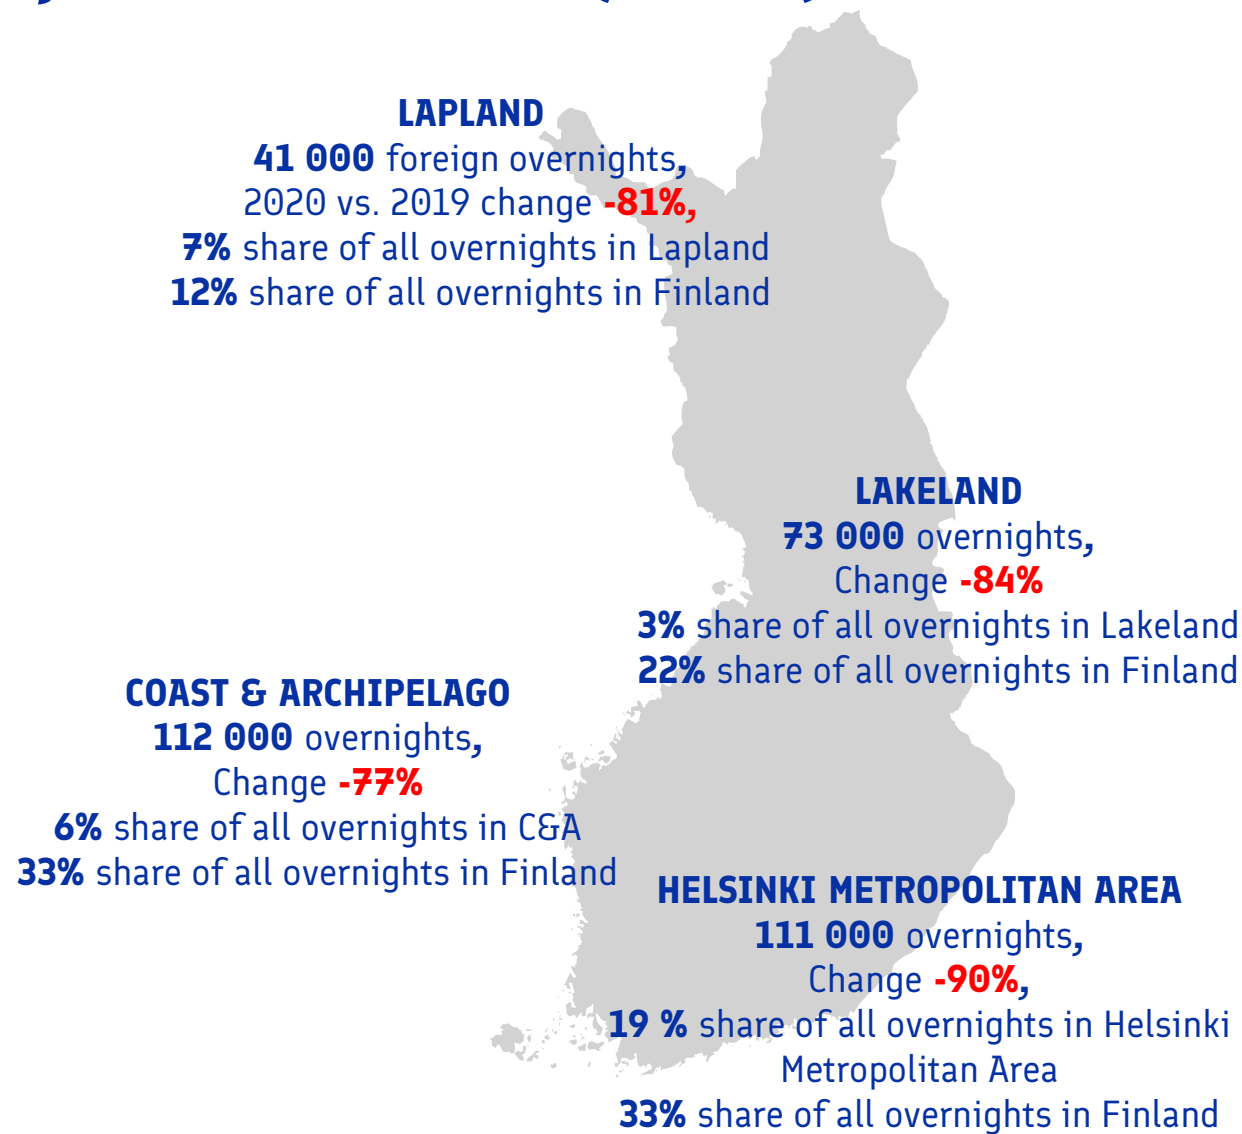 LAPLAND
41 000 foreign overnights,
2020 vs. 2019 change -81%,
7% share of all overnights in Lapland
12% share of all overnights in Finland
LAKELAND
73 000 overnights,
Change -84%
3% share of all overnights in Lakeland
22% share of all overnights in Finland
COAST & ARCHIPELAGO
112 000 overnights,
Change -77%
6% share of all overnights in C&A
33% share of all overnights in Finland
HELSINKI METROPOLITAN AREA
111 000 overnights,
Change -90%,
19 % share of all overnights in Helsinki
Metropolitan Area
33% share of all overnights in Finland